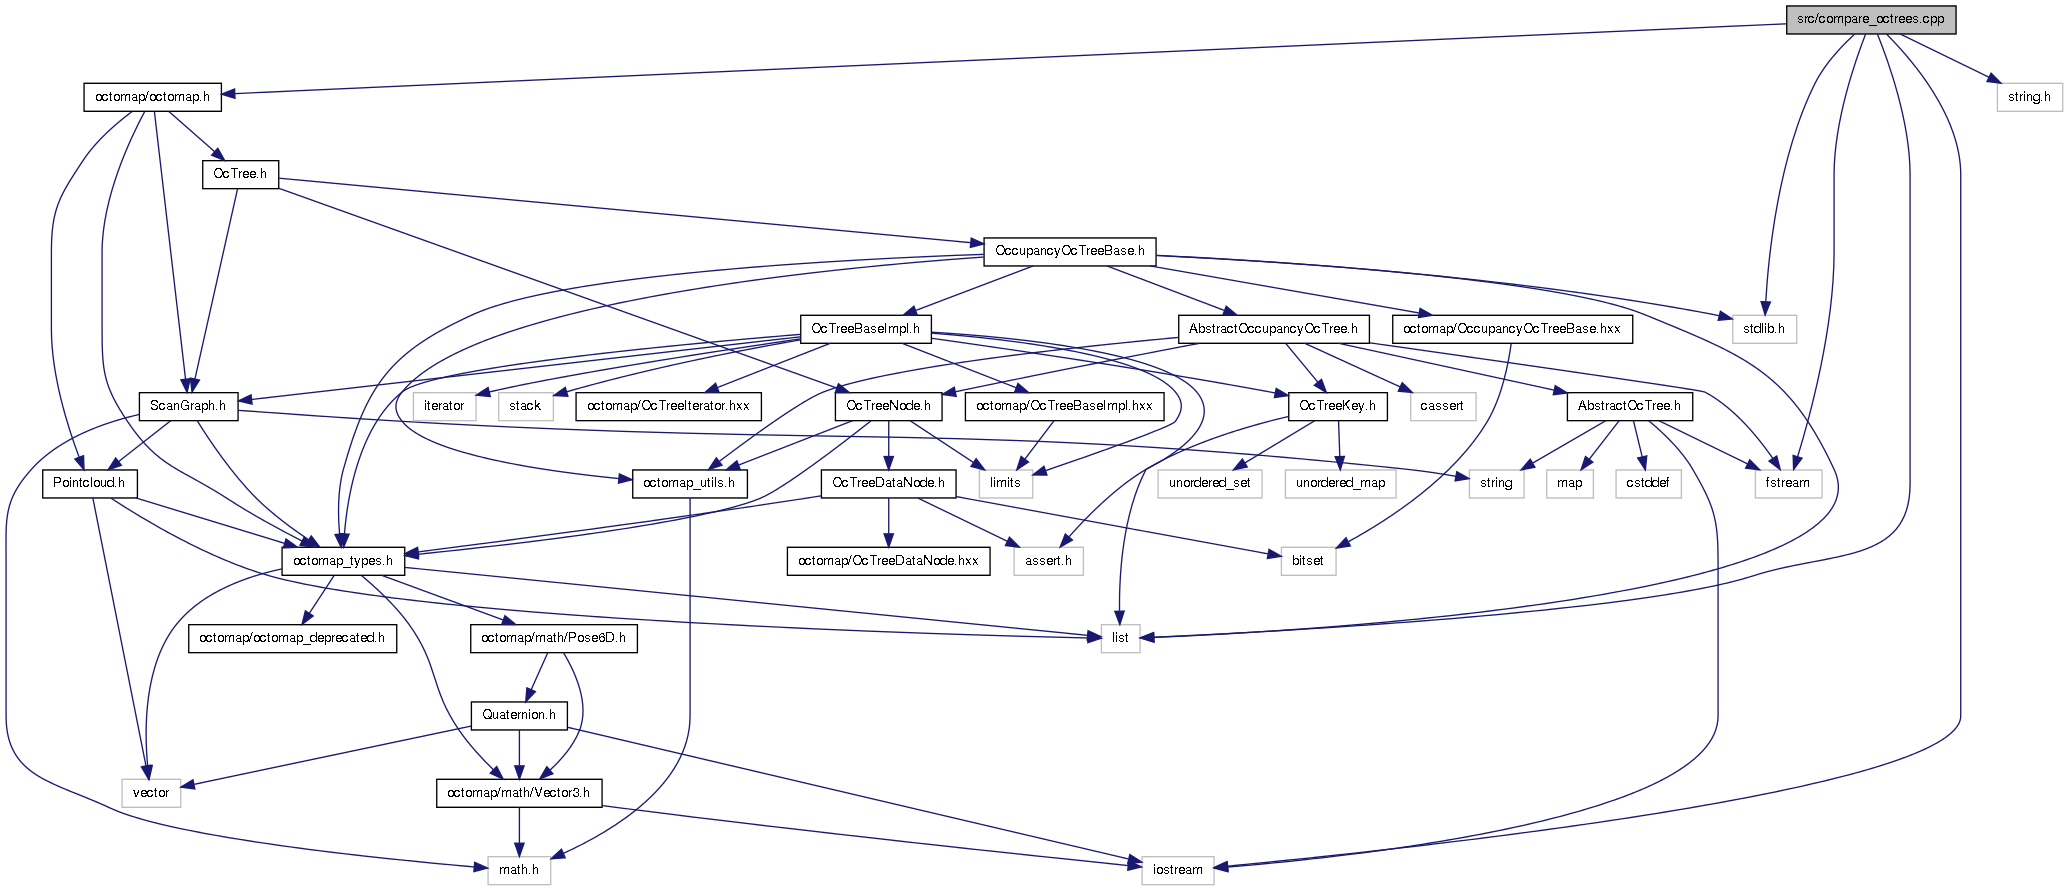 src/compare_octrees.cpp
octomap/octomap.h
string.h
OcTree.h
OccupancyOcTreeBase.h
OcTreeBaseImpl.h
AbstractOccupancyOcTree.h
octomap/OccupancyOcTreeBase.hxx
stdlib.h
ScanGraph.h
iterator
stack
octomap/OcTreeIterator.hxx
OcTreeNode.h
octomap/OcTreeBaseImpl.hxx
OcTreeKey.h
cassert
AbstractOcTree.h
Pointcloud.h
octomap_utils.h
OcTreeDataNode.h
limits
unordered_set
unordered_map
string
map
cstddef
fstream
octomap_types.h
octomap/OcTreeDataNode.hxx
assert.h
bitset
octomap/octomap_deprecated.h
octomap/math/Pose6D.h
list
Quaternion.h
vector
octomap/math/Vector3.h
math.h
iostream